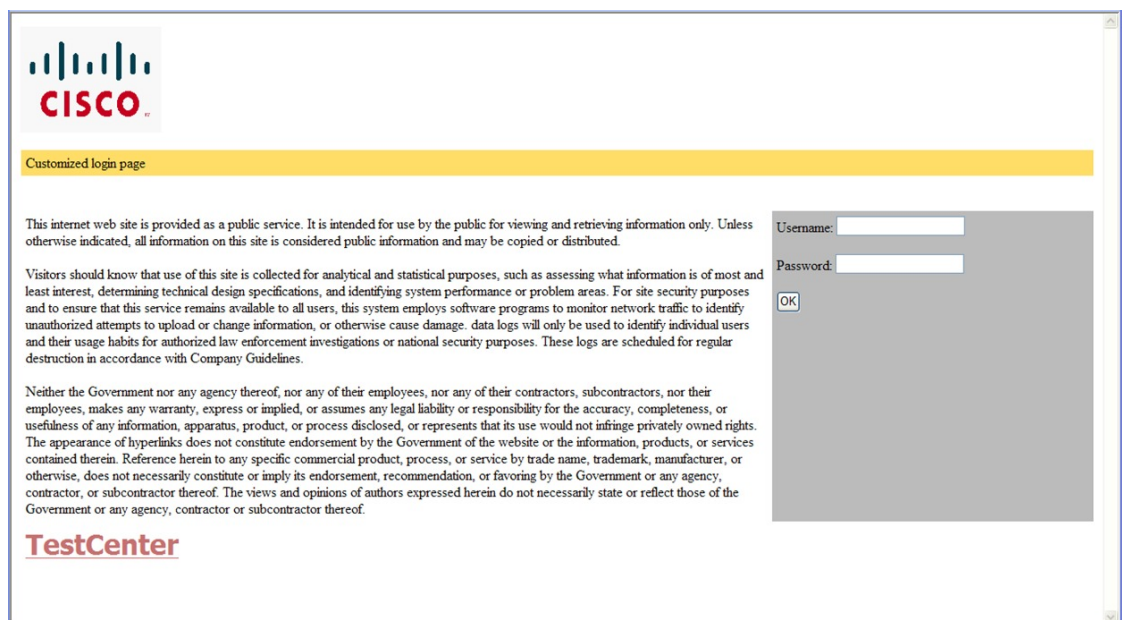 CISCO
Customized login page
This internet web site is provided as a public service. It is intended for use by the public for viewing and retrieving information only. Unless
otherwise indicated, all information on this site is considered public information and may be copied or distributed.
Username:
Password:
OK
Visitors should know that use of this site is collected for analytical and statistical purposes, such as assessing what information is of most and
least interest, determining technical design specifications, and identifying system performance or problem areas. For site security purposes
and to ensure that this service remains available to all users, this system employs software programs to monitor network traffic to identify
unauthorized attempts to upload or change information, or otherwise cause damage. data logs will only be used to identify individual users
and their usage habits for authorized law enforcement investigations or national security purposes. These logs are scheduled for regular
destruction in accordance with Company Guidelines.
Neither the Government nor any agency thereof, nor any of their employees, nor any of their contractors, subcontractors, nor their
employees, makes any warranty, express or implied, or assumes any legal liability or responsibility for the accuracy, completeness, or
usefulness of any information, apparatus, product, or process disclosed, or represents that its use would not infringe privately owned rights.
The appearance of hyperlinks does not constitute endorsement by the Government of the website or the information, products, or services
contained therein. Reference herein to any specific commercial product, process, or service by trade name, trademark, manufacturer, or
otherwise, does not necessarily constitute or imply its endorsement, recommendation, or favoring by the Government or any agency,
contractor, or subcontractor thereof. The views and opinions of authors expressed herein do not necessarily state or reflect those of the
Government or any agency, contractor or subcontractor thereof.
TestCenter